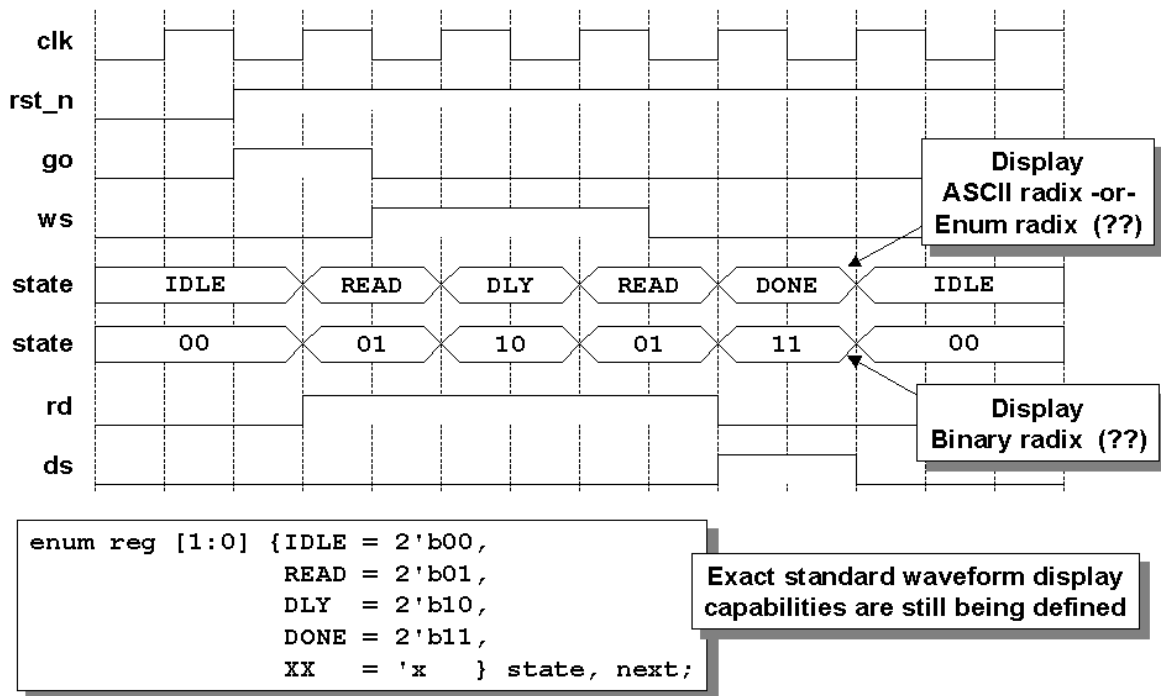 clk
rst_n
go
ws
Display
ASCII radix -or-
Enum radix (??)
state IDLE READ DLY READ DONE IDLE
state 00 01 10 01 11 00
rd
Display
Binary radix (??)
ds
enum reg [1:0] {IDLE = 2'b00,
READ = 2'b01,
DLY = 2'b10,
DONE = 2'b11,
XX = 'x } state, next;
Exact standard waveform display
capabilities are still being defined